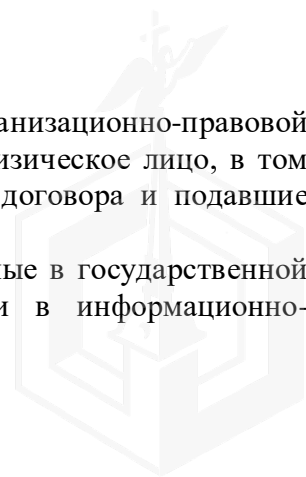 анизационно-правовой
изическое лицо, в том
договора и подавшие
ые в государственной
и в информационно-